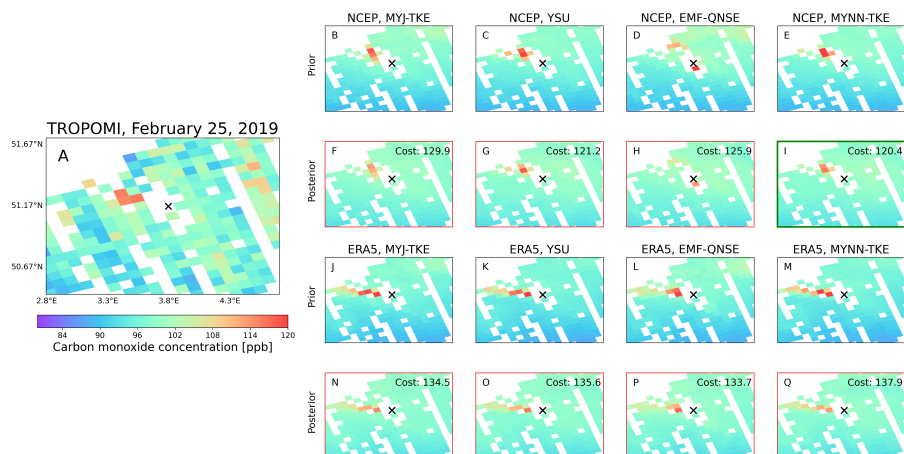 NCEP, MYJ-TKE NCEP, YSU NCEP, EMF-QNSE NCEP, MYNN-TKE
Prior B C D E
TROPOMI, February 25, 2019
51.67°N A
51.17°N
50.67°N
2.8°E 3.3°E 3.8°E 4.3°E
84 90 96 102 108 114 120
Carbon monoxide concentration [ppb]
Posterior F Cost: 129.9 G Cost: 121.2 H Cost: 125.9 I Cost: 120.4
ERA5, MYJ-TKE ERA5, YSU ERA5, EMF-QNSE ERA5, MYNN-TKE
Prior J K L M
Posterior N Cost: 134.5 O Cost: 135.6 P Cost: 133.7 Q Cost: 137.9